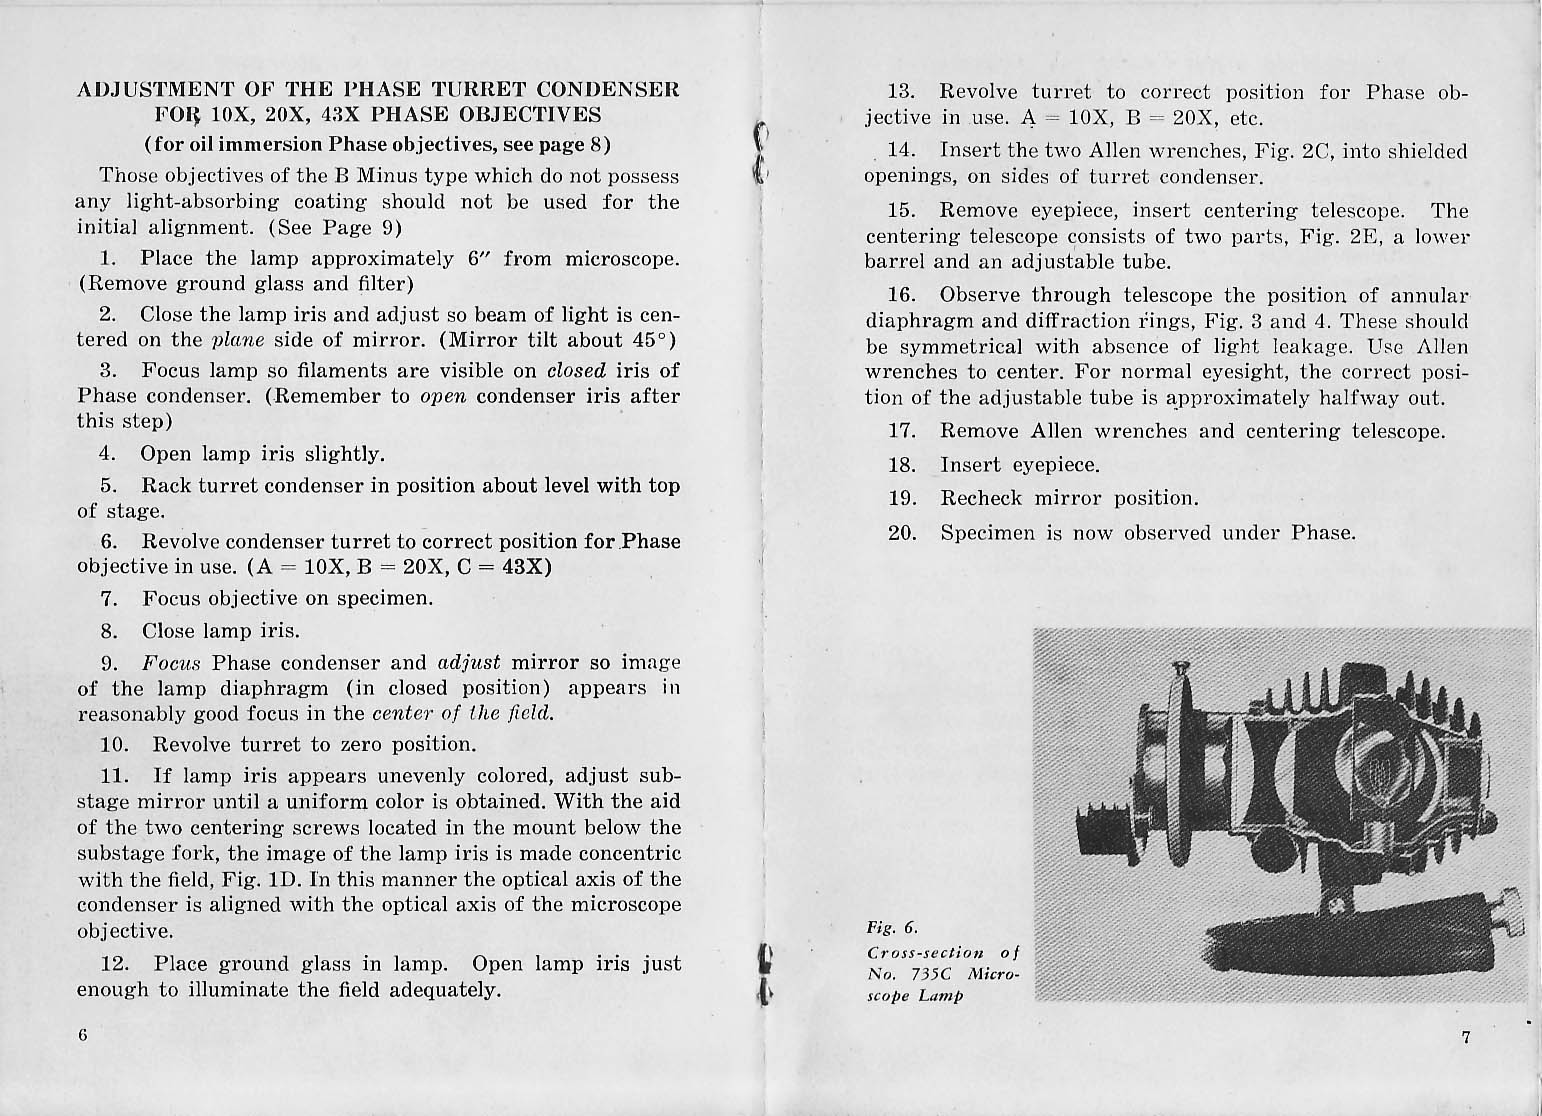 ADJUSTMENT OF THE PHASE TURRET CONDENSER
FOR 10X, 20X, 43X PHASE OBJECTIVES
(for oil immersion Phase objectives, see page 8)
Those objectives of the B Minus type which do not possess
any light-absorbing coating should not be used for the
initial alignment. (See Page 9)
1. Place the lamp approximately 6″ from microscope.
(Remove ground glass and filter)
2. Close the lamp iris and adjust so beam of light is cen-
tered on the plane side of mirror. (Mirror tilt about 45°)
3. Focus lamp so filaments are visible on closed iris of
Phase condenser. (Remember to open condenser iris after
this step)
4. Open lamp iris slightly.
5. Rack turret condenser in position about level with top
of stage.
6. Revolve condenser turret to correct position for Phase
objective in use. (A = 10X, B = 20X, C = 43X)
7. Focus objective on specimen.
8. Close lamp iris.
9. Focus Phase condenser and adjust mirror so image
of the lamp diaphragm (in closed position) appears in
reasonably good focus in the center of the field.
10. Revolve turret to zero position.
11. If lamp iris appears unevenly colored, adjust sub-
stage mirror until a uniform color is obtained. With the aid
of the two centering screws located in the mount below the
substage fork, the image of the lamp iris is made concentric
with the field, Fig. 1D. In this manner the optical axis of the
condenser is aligned with the optical axis of the microscope
objective.
12. Place ground glass in lamp. Open lamp iris just
enough to illuminate the field adequately.
6
13. Revolve turret to correct position for Phase ob-
jective in use. A = 10X, B = 20X, etc.
14. Insert the two Allen wrenches, Fig. 2C, into shielded
openings, on sides of turret condenser.
15. Remove eyepiece, insert centering telescope. The
centering telescope consists of two parts, Fig. 2E, a lower
barrel and an adjustable tube.
16. Observe through telescope the position of annular
diaphragm and diffraction rings, Fig. 3 and 4. These should
be symmetrical with absence of light leakage. Use Allen
wrenches to center. For normal eyesight, the correct posi-
tion of the adjustable tube is approximately halfway out.
17. Remove Allen wrenches and centering telescope.
18. Insert eyepiece.
19. Recheck mirror position.
20. Specimen is now observed under Phase.
Fig. 6.
Cross-section of
No. 735C Micro-
scope Lamp
7